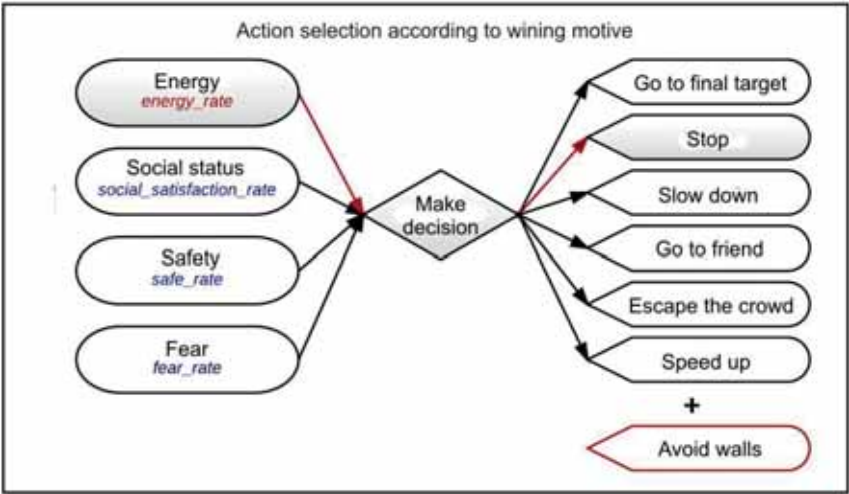 Action selection according to wining motive
Energy
energy_rate
Social status
social_satisfaction_rate
Safety
safe_rate
Fear
fear_rate
Make
decision
Go to final target
Stop
Slow down
Go to friend
Escape the crowd
Speed up
+
Avoid walls